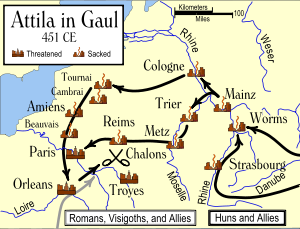 Attila in Gaul
451 CE
Threatened
Sacked
Kilometers
Miles
100
Rhine
Weser
Tournai
Cologne
Cambrai
Mainz
Amiens
Trier
Beauvais
Reims
Worms
Metz
Paris
Chalons
Strasbourg
Orleans
Troyes
Moselle
Rhine
Danube
Loire
Romans, Visigoths, and Allies
Huns and Allies